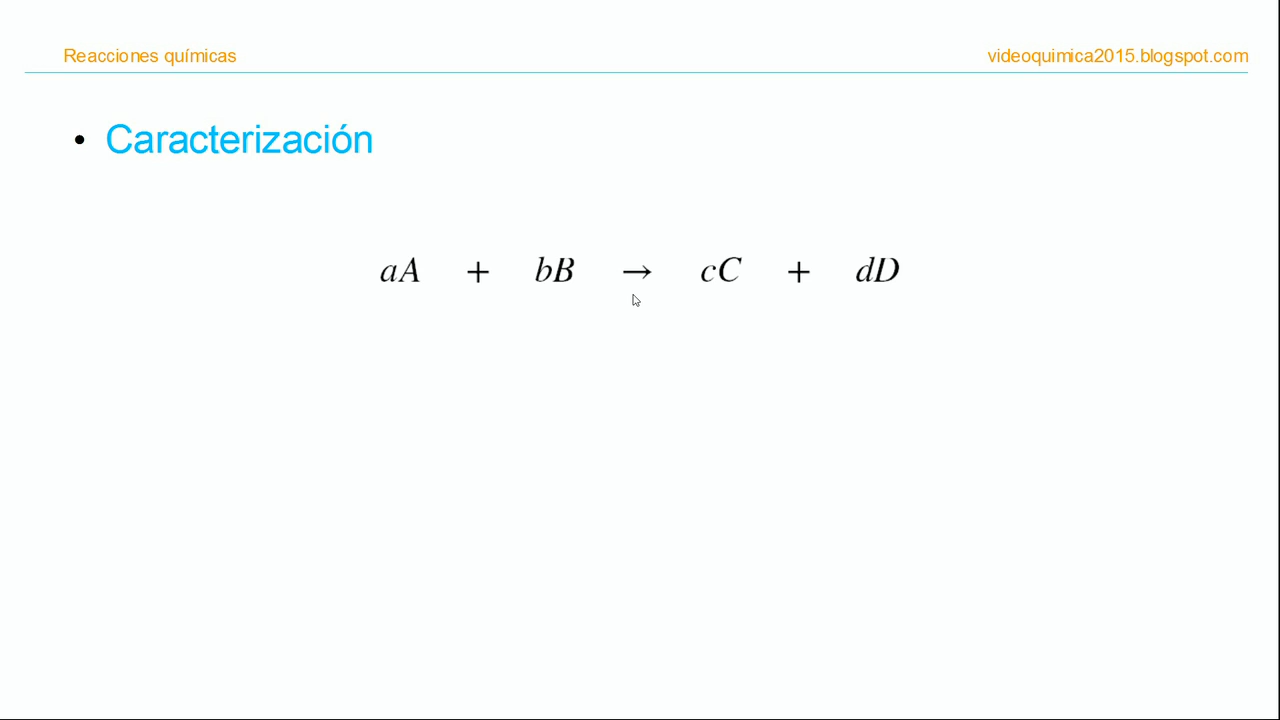 Reacciones químicas videoquimica2015.blogspot.com
• Caracterización
aA + bB → cC + dD